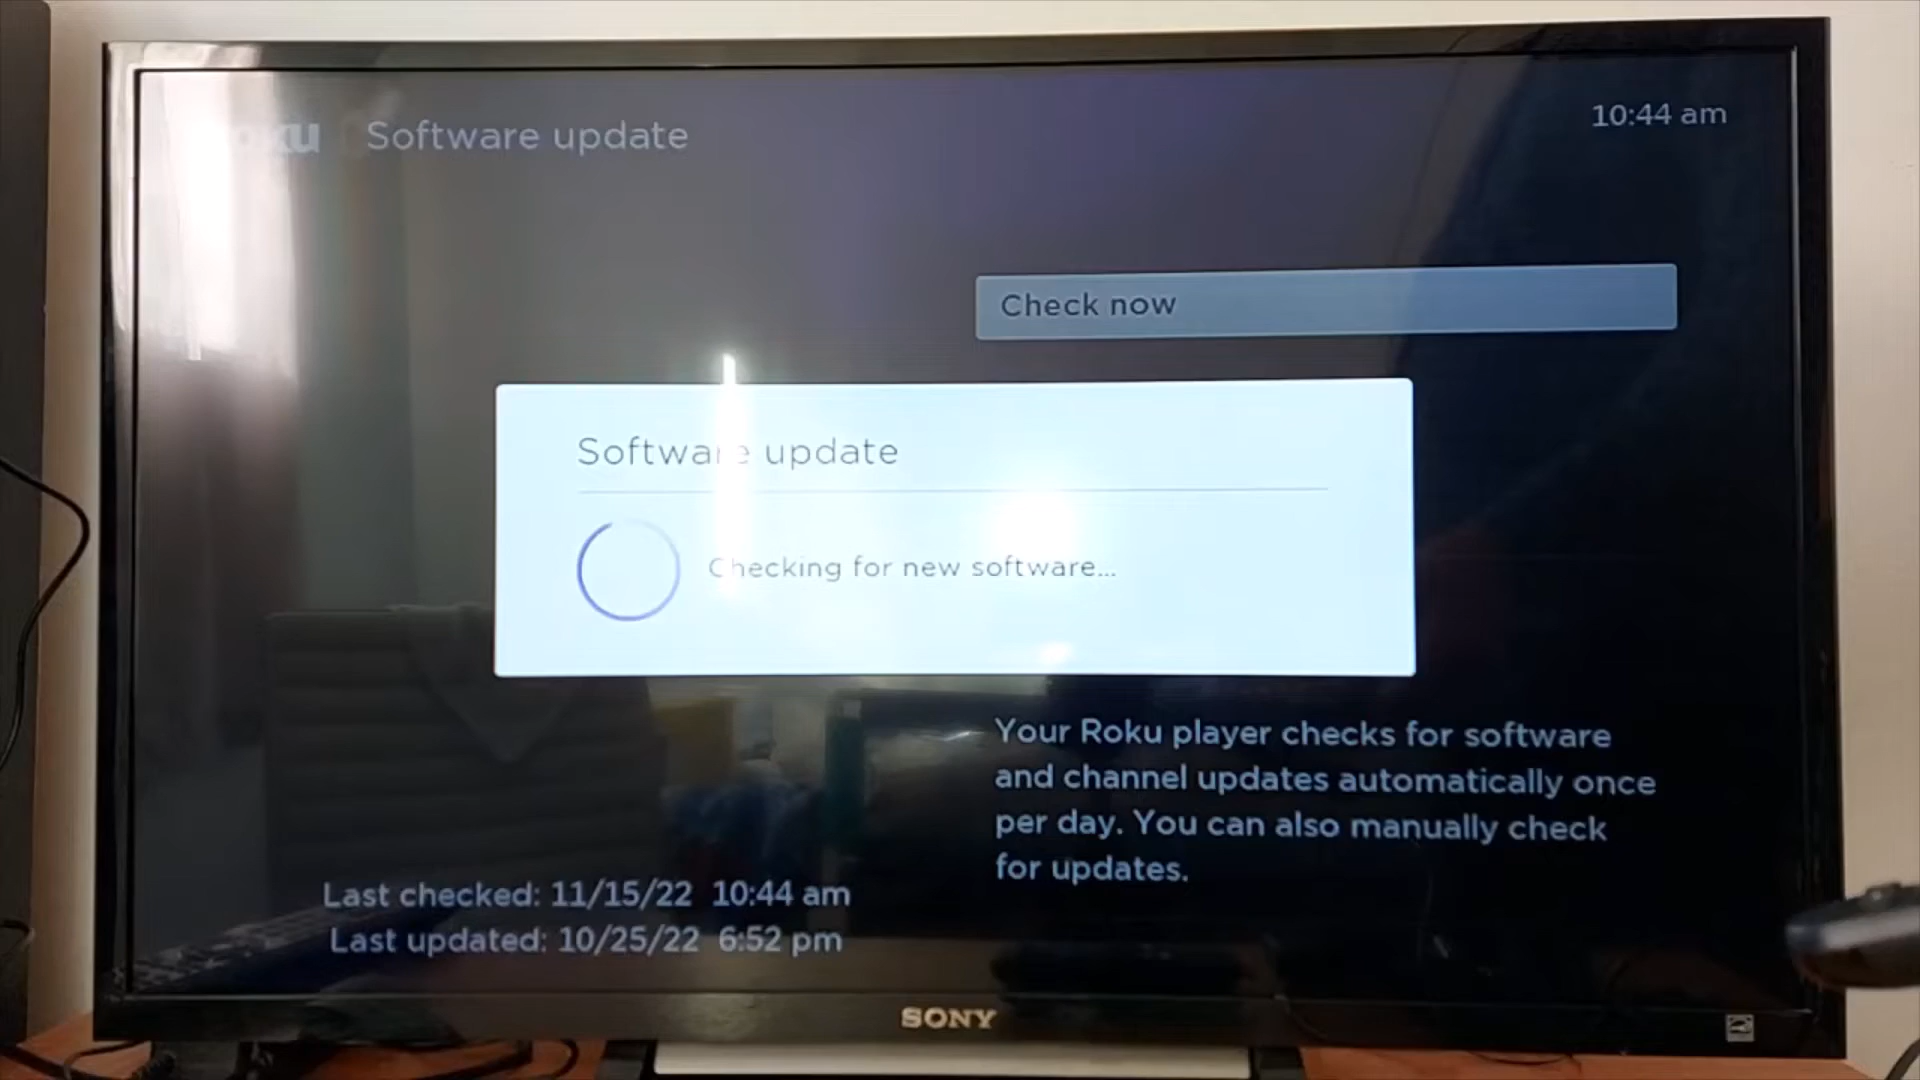 Roku Software update
10:44 am
Check now
Software update
Checking for new software...
Your Roku player checks for software
and channel updates automatically once
per day. You can also manually check
for updates.
Last checked: 11/15/22 10:44 am
Last updated: 10/25/22 6:52 pm
SONY